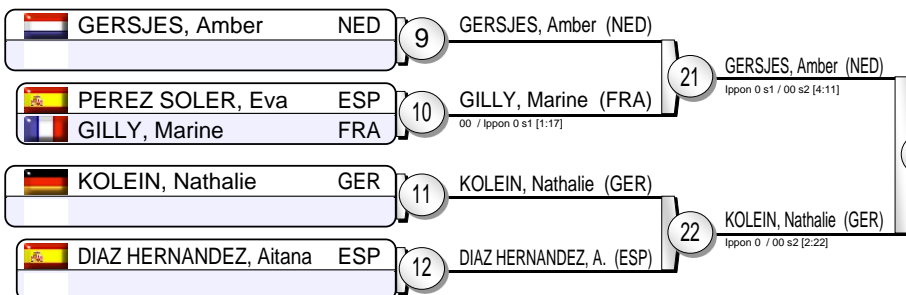 GERSJES, Amber NED
9
GERSJES, Amber (NED)
21
GERSJES, Amber (NED)
Ippon 0 s1 / 00 s2 [4:11]
PEREZ SOLER, Eva ESP
GILLY, Marine FRA
10
GILLY, Marine (FRA)
00 / Ippon 0 s1 [1:17]
KOLEIN, Nathalie GER
11
KOLEIN, Nathalie (GER)
22
KOLEIN, Nathalie (GER)
Ippon 0 / 00 s2 [2:22]
DIAZ HERNANDEZ, Aitana ESP
12
DIAZ HERNANDEZ, A. (ESP)